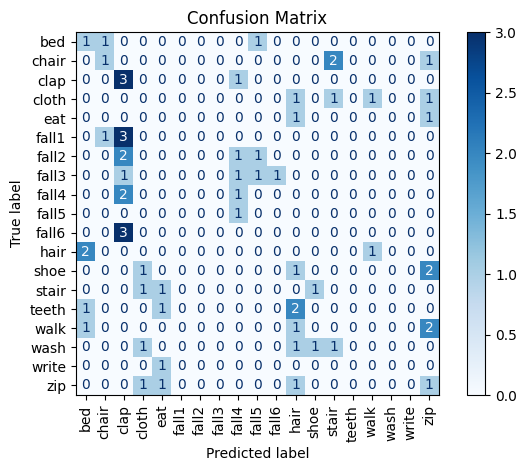 Confusion Matrix
bed 1 1 0 0 0 0 0 0 0 1 0 0 0 0 0 0 0 0 0
chair 0 1 0 0 0 0 0 0 0 0 0 0 0 2 0 0 0 0 1
clap 0 0 3 0 0 0 0 0 1 0 0 0 0 0 0 0 0 0 0
cloth 0 0 0 0 0 0 0 0 0 0 0 1 0 1 0 1 0 0 1
eat 0 0 0 0 0 0 0 0 0 0 0 1 0 0 0 0 0 0 1
fall1 0 1 3 0 0 0 0 0 0 0 0 0 0 0 0 0 0 0 0
fall2 0 0 2 0 0 0 0 0 1 1 0 0 0 0 0 0 0 0 0
fall3 0 0 1 0 0 0 0 0 1 1 1 0 0 0 0 0 0 0 0
fall4 0 0 2 0 0 0 0 0 1 0 0 0 0 0 0 0 0 0 0
fall5 0 0 0 0 0 0 0 0 1 0 0 0 0 0 0 0 0 0 0
fall6 0 0 3 0 0 0 0 0 0 0 0 0 0 0 0 0 0 0 0
hair 2 0 0 0 0 0 0 0 0 0 0 0 0 0 0 1 0 0 0
shoe 0 0 0 1 0 0 0 0 0 0 0 1 0 0 0 0 0 0 2
stair 0 0 0 1 1 0 0 0 0 0 0 0 1 0 0 0 0 0 0
teeth 1 0 0 0 1 0 0 0 0 0 0 2 0 0 0 0 0 0 0
walk 1 0 0 0 0 0 0 0 0 0 0 1 0 0 0 0 0 0 2
wash 0 0 0 1 0 0 0 0 0 0 0 1 1 1 0 0 0 0 0
write 0 0 0 0 1 0 0 0 0 0 0 0 0 0 0 0 0 0 0
zip 0 0 0 1 1 0 0 0 0 0 0 1 0 0 0 0 0 0 1
bed chair clap cloth eat fall1 fall2 fall3 fall4 fall5 fall6 hair shoe stair teeth walk wash write zip
Predicted label
True label
3.0
2.5
2.0
1.5
1.0
0.5
0.0